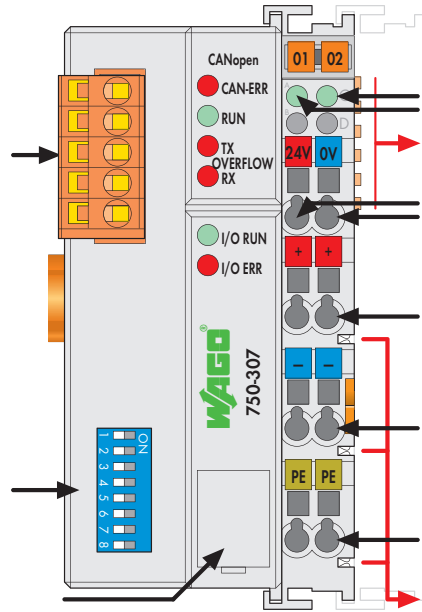 01 02
CANopen
CAN-ERR
RUN
TX
OVERFLOW
RX
24V 0V
I/O RUN
I/O ERR
+ +
WAGO®
750-307
– –
ON
1
2
3
4
5
6
7
8
PE PE